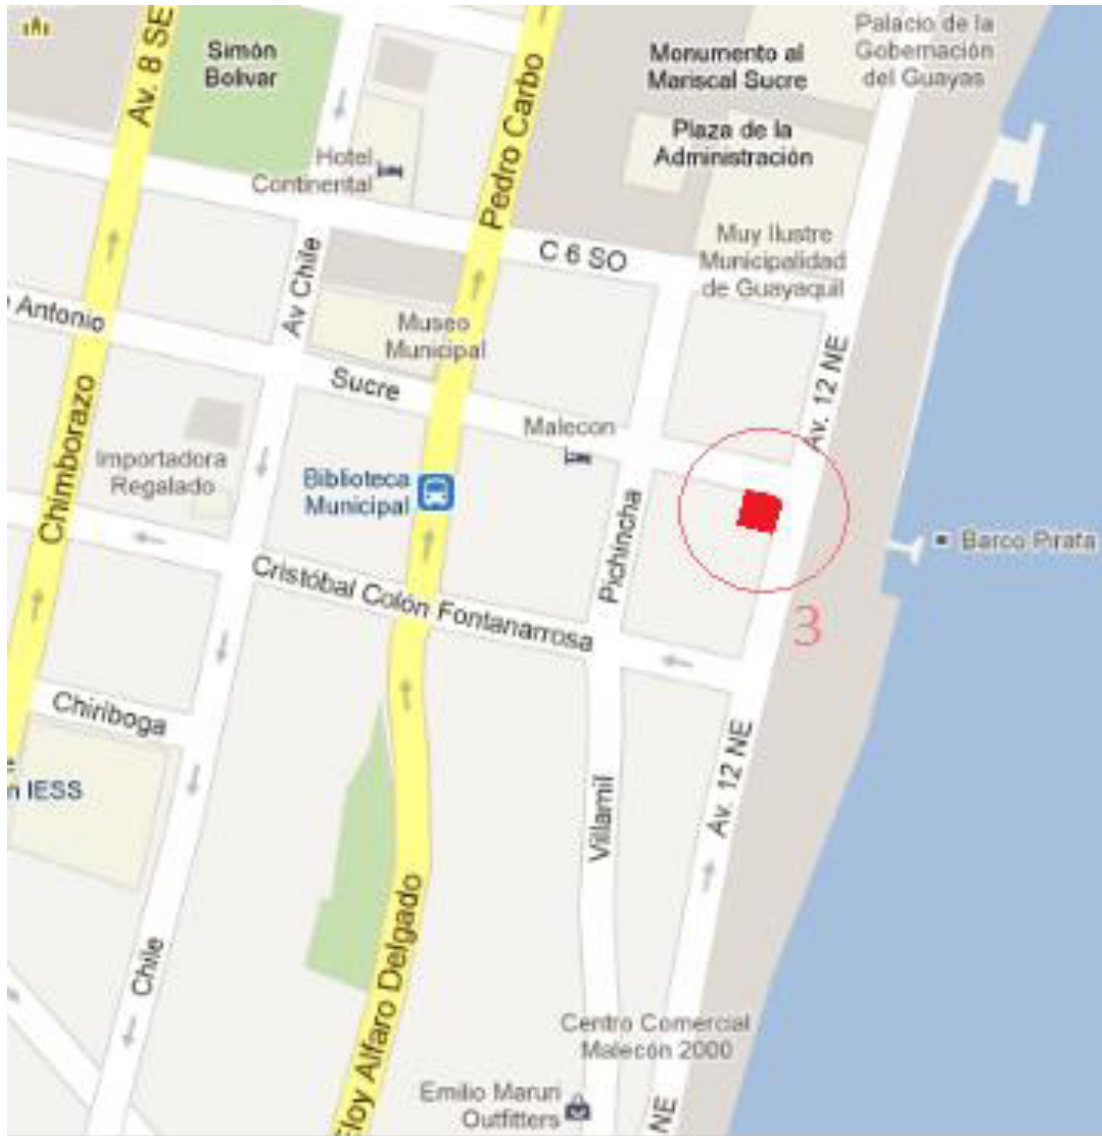 Palacio de la
Gobernación
del Guayas
Simón
Bolivar
Av. 8 SE
Pedro Carbo
Monumento al
Mariscal Sucre
Plaza de la
Administración
Hotel
Continental
Muy Ilustre
Municipalidad
de Guayaquil
C 6 SO
Av Chile
Antonio
Museo
Municipal
Av. 12 NE
Sucre
Malecon
Chimborazo
Importadora
Regalado
Biblioteca
Municipal
Pichincha
Barco Pirata
Cristóbal Colón Fontanarrosa
3
Chiriboga
Av. 12 NE
IESS
Villamil
Chile
Eloy Alfaro Delgado
Centro Comercial
Malecón 2000
Emilio Maruri
Outfitters
NE